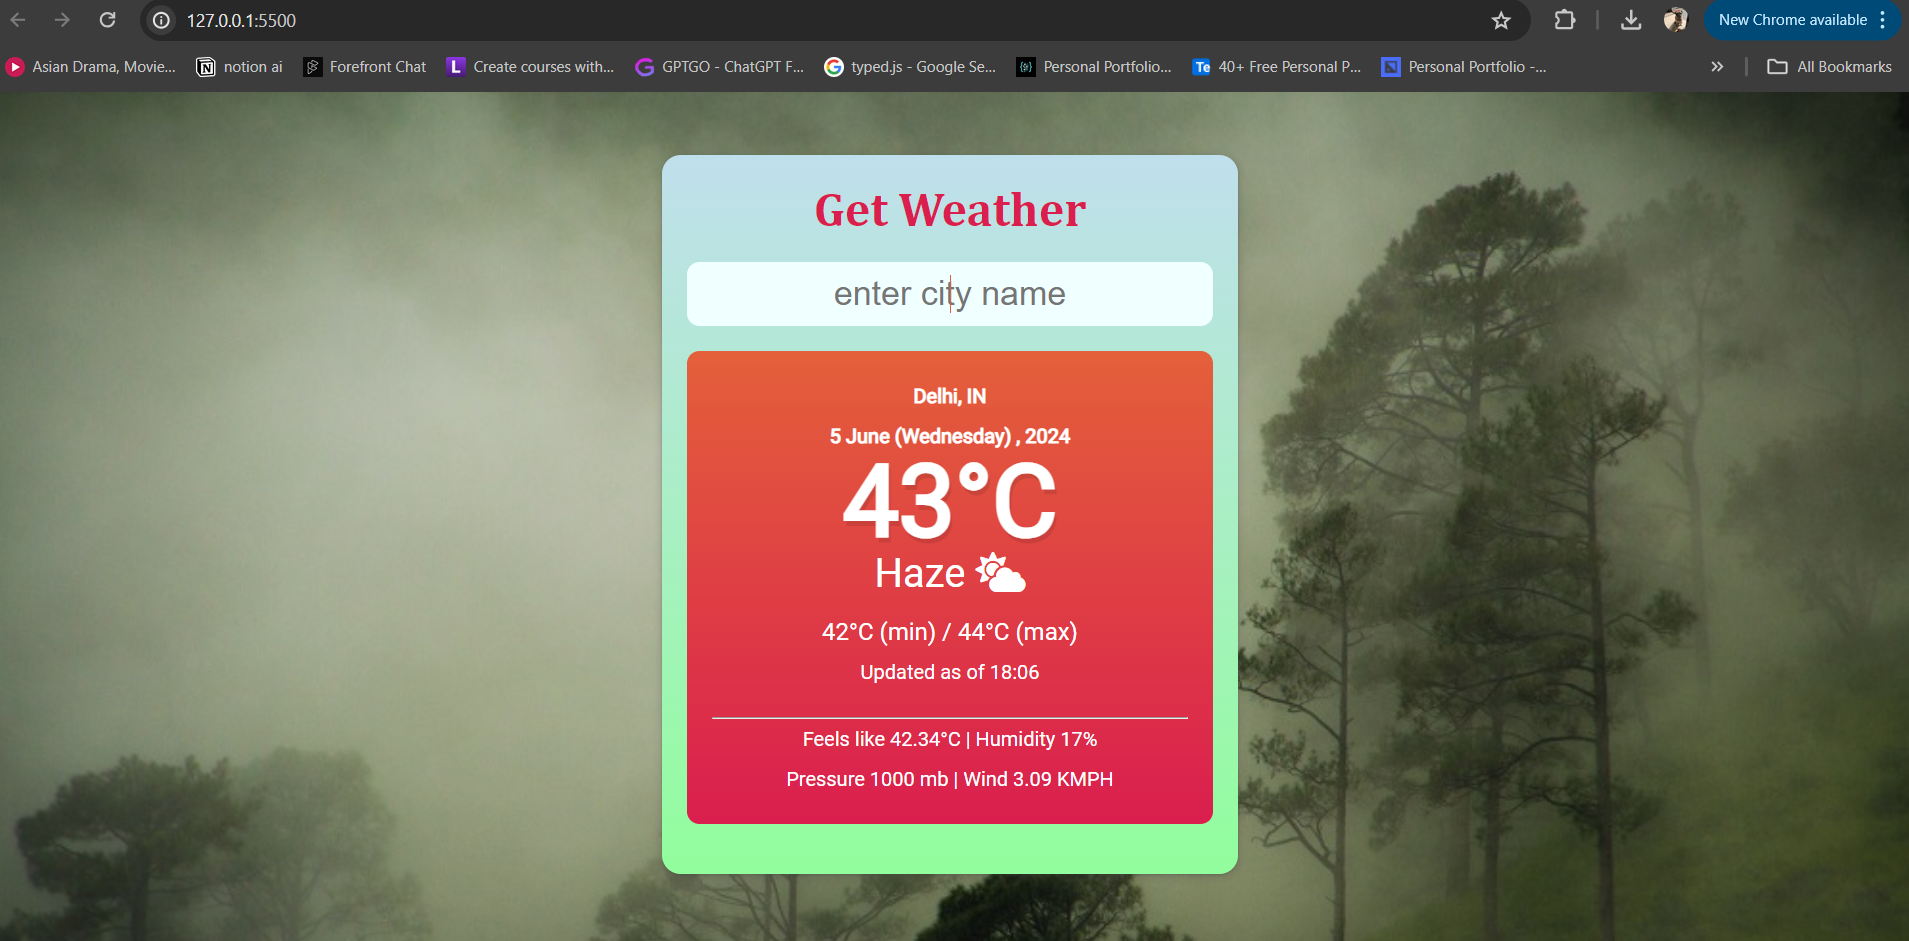 127.0.0.1:5500
New Chrome available
Asian Drama, Movie...
notion ai
Forefront Chat
L Create courses with...
GPTGO - ChatGPT F...
typed.js - Google Se...
Personal Portfolio...
Te 40+ Free Personal P...
Personal Portfolio -...
All Bookmarks
Get Weather
enter city name
Delhi, IN
5 June (Wednesday) , 2024
43°C
Haze
42°C (min) / 44°C (max)
Updated as of 18:06
Feels like 42.34°C | Humidity 17%
Pressure 1000 mb | Wind 3.09 KMPH